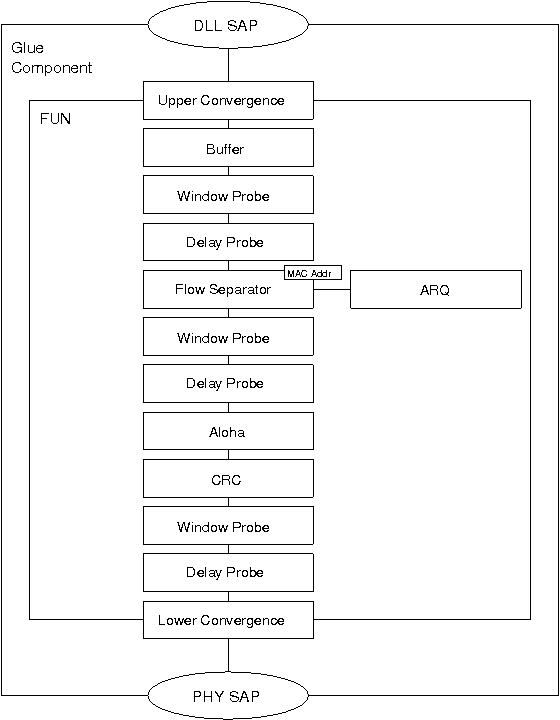 DLL SAP
Glue
Component
Upper Convergence
FUN
Buffer
Window Probe
Delay Probe
MAC Addr
Flow Separator
ARQ
Window Probe
Delay Probe
Aloha
CRC
Window Probe
Delay Probe
Lower Convergence
PHY SAP